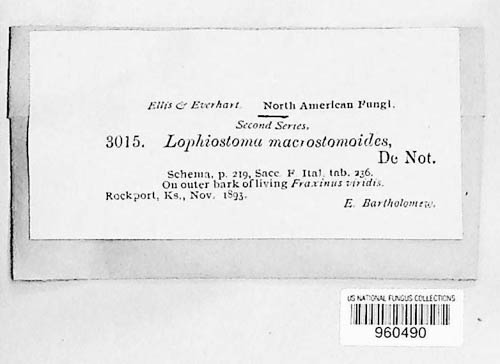 Ellis & Everhart. North American Fungi.
Second Series.
3015. Lophiostoma macrostomoides,
De Not.
Schema, p. 219, Sacc. F Ital, tab. 236.
On outer bark of living Fraxinus viridis.
Rockport, Ks., Nov. 1893.
E. Bartholomew.
US NATIONAL FUNGUS COLLECTIONS
960490